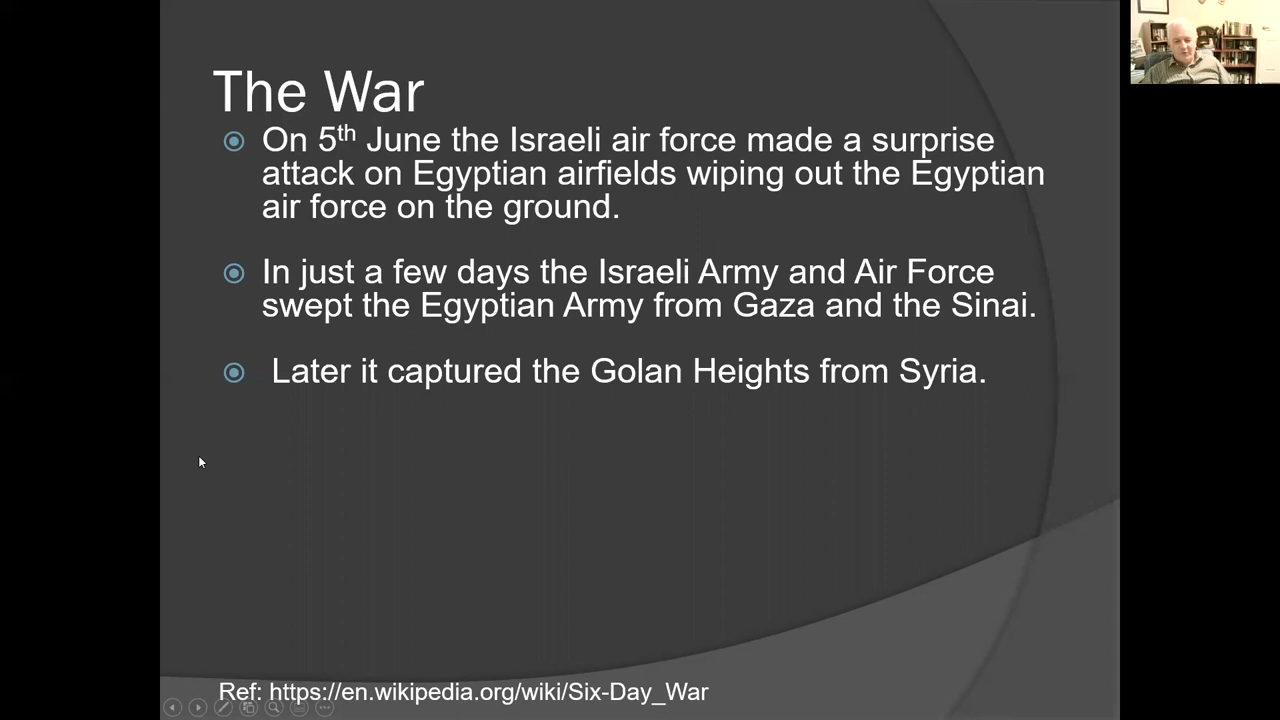 The War
On 5th June the Israeli air force made a surprise
attack on Egyptian airfields wiping out the Egyptian
air force on the ground.
In just a few days the Israeli Army and Air Force
swept the Egyptian Army from Gaza and the Sinai.
Later it captured the Golan Heights from Syria.
Ref: https://en.wikipedia.org/wiki/Six-Day_War